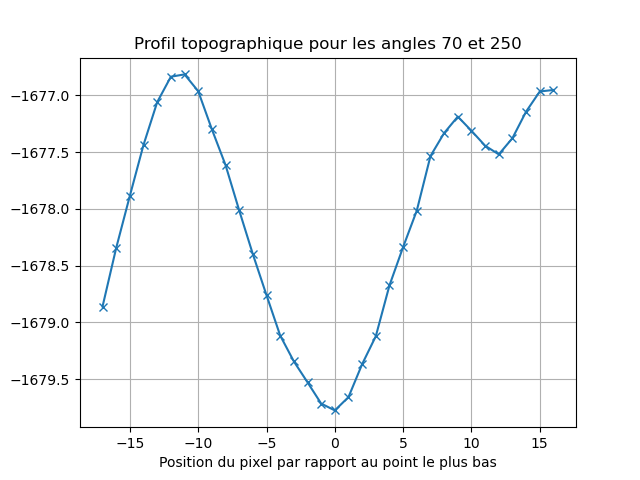 Profil topographique pour les angles 70 et 250
−1677.0
−1677.5
−1678.0
−1678.5
−1679.0
−1679.5
−15 −10 −5 0 5 10 15
Position du pixel par rapport au point le plus bas